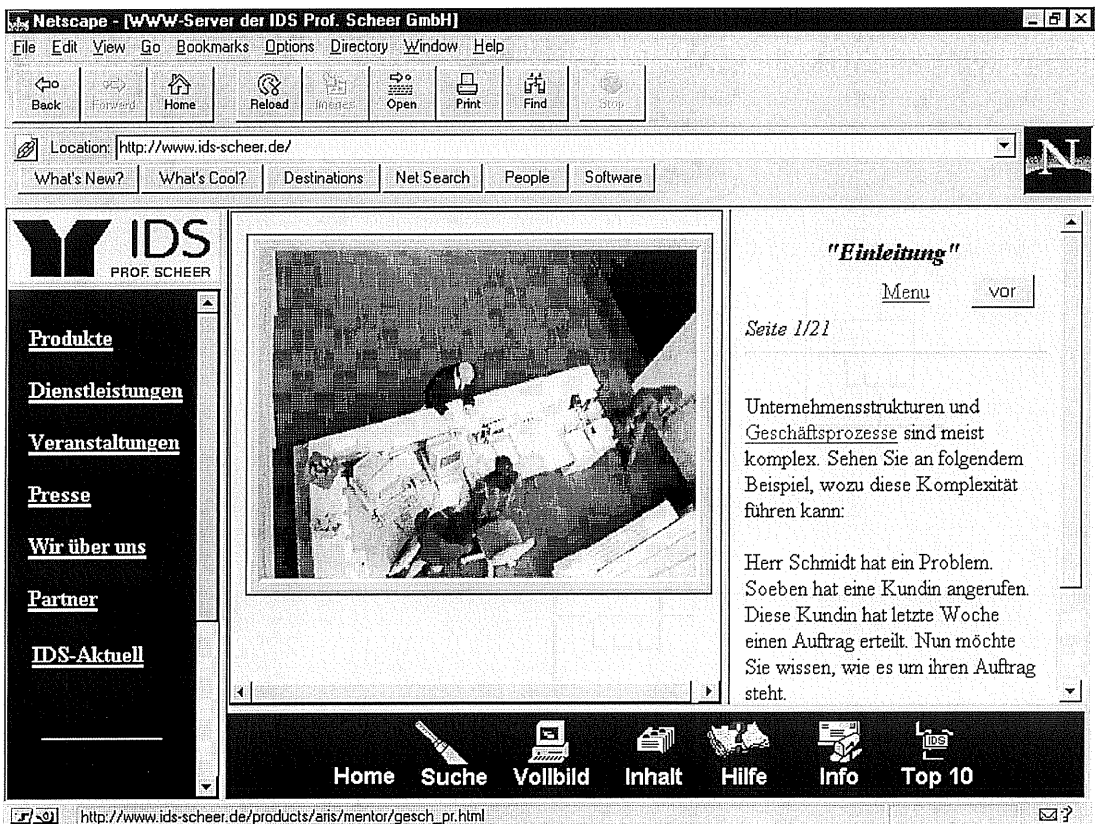 Netscape - [WWW-Server der IDS Prof. Scheer GmbH]
File Edit View Go Bookmarks Options Directory Window Help
Back Forward Home Reload Images Open Print Find Stop
Location: http://www.ids-scheer.de/
What's New? What's Cool? Destinations Net Search People Software
N
IDS
PROF. SCHEER
Produkte
Dienstleistungen
Veranstaltungen
Presse
Wir über uns
Partner
IDS-Aktuell
"Einleitung"
Menu vor
Seite 1/21
Unternehmensstrukturen und
Geschäftsprozesse sind meist
komplex. Sehen Sie an folgendem
Beispiel, wozu diese Komplexität
führen kann:
Herr Schmidt hat ein Problem.
Soeben hat eine Kundin angerufen.
Diese Kundin hat letzte Woche
einen Auftrag erteilt. Nun möchte
Sie wissen, wie es um ihren Auftrag
steht.
IDS
Home Suche Vollbild Inhalt Hilfe Info Top 10
http://www.ids-scheer.de/products/aris/mentor/gesch_pr.html